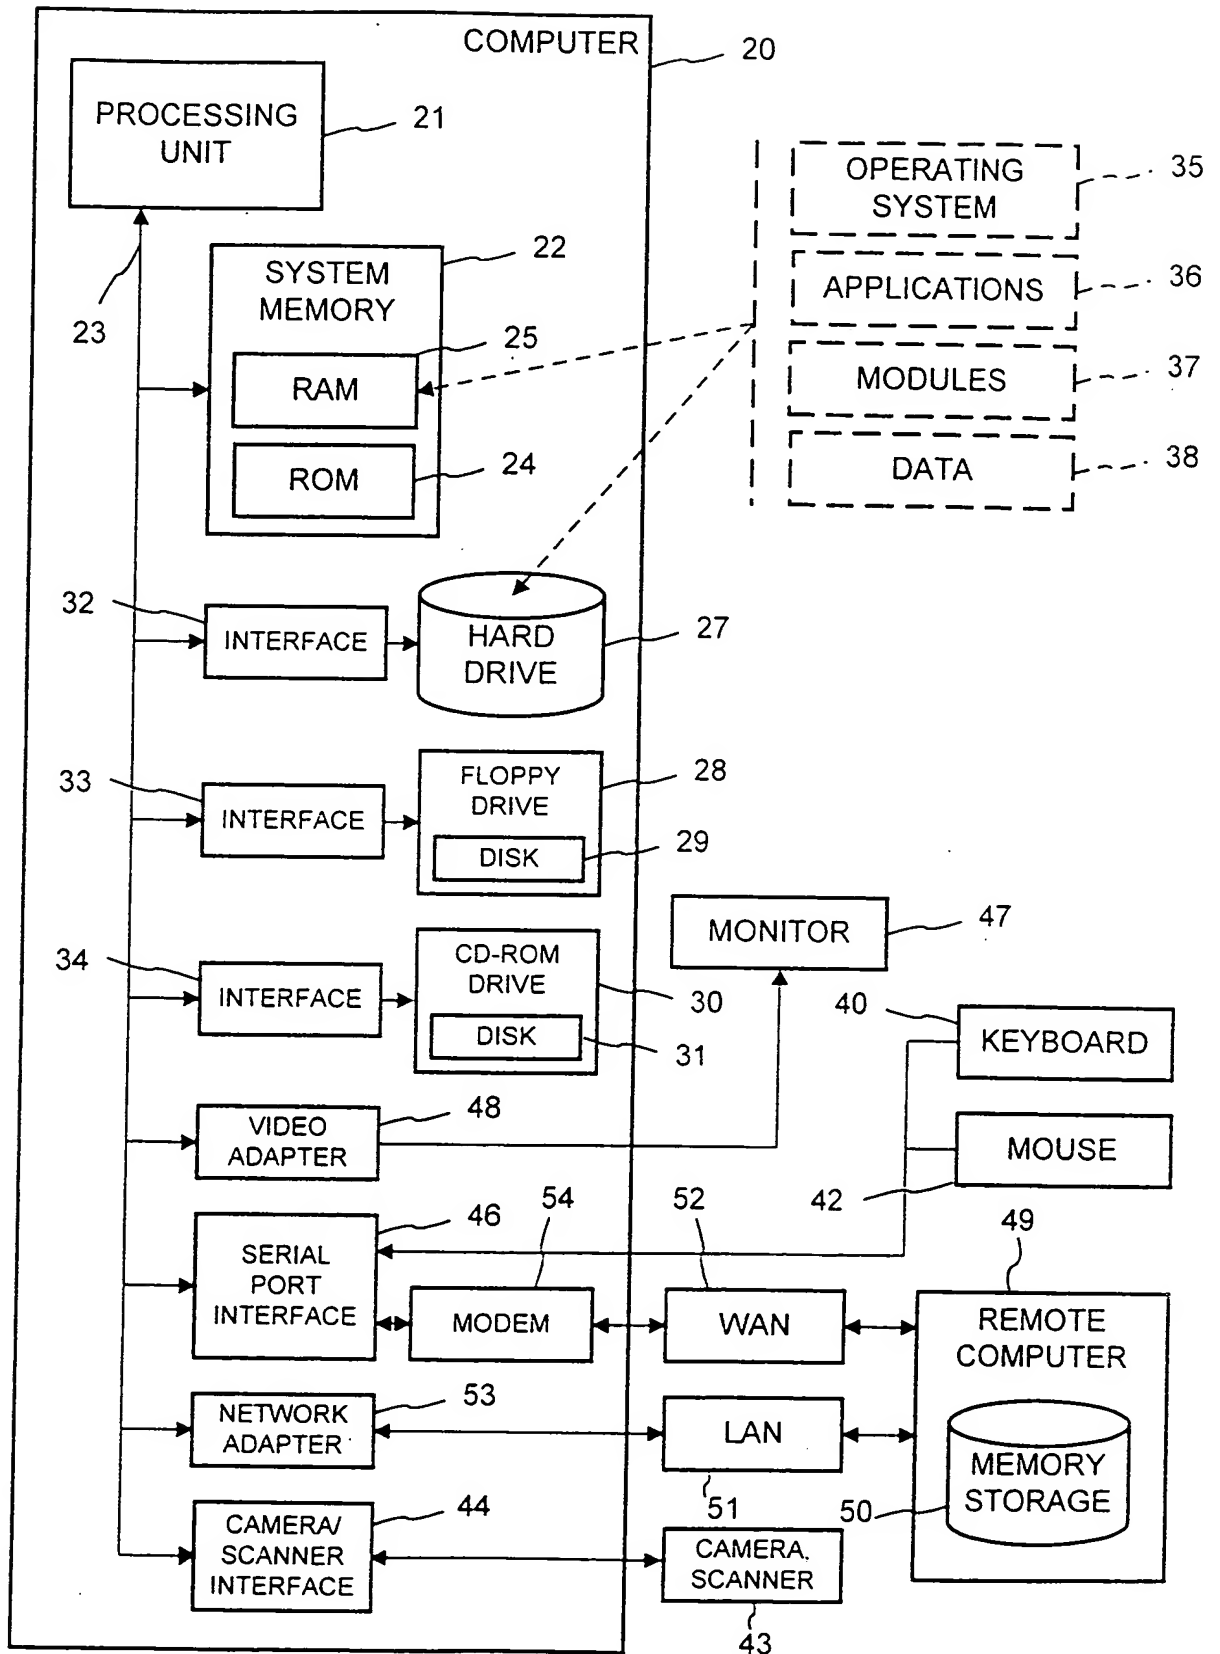 COMPUTER
20
PROCESSING
UNIT
21
23
SYSTEM
MEMORY
22
25
RAM
24
ROM
OPERATING
SYSTEM
35
APPLICATIONS
36
MODULES
37
DATA
38
32
INTERFACE
HARD
DRIVE
27
33
INTERFACE
FLOPPY
DRIVE
28
DISK
29
34
INTERFACE
CD-ROM
DRIVE
30
DISK
31
MONITOR
47
40
KEYBOARD
MOUSE
42
VIDEO
ADAPTER
48
SERIAL
PORT
INTERFACE
46
54
MODEM
52
WAN
49
REMOTE
COMPUTER
MEMORY
STORAGE
50
NETWORK
ADAPTER
53
LAN
51
CAMERA/
SCANNER
INTERFACE
44
CAMERA.
SCANNER
43